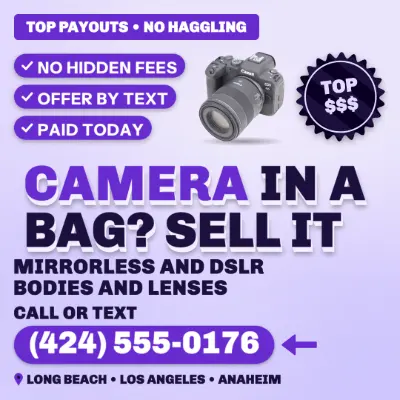 TOP PAYOUTS • NO HAGGLING
✓ NO HIDDEN FEES
✓ OFFER BY TEXT
✓ PAID TODAY
Canon
TOP
$$$
CAMERA IN A
BAG? SELL IT
MIRRORLESS AND DSLR
BODIES AND LENSES
CALL OR TEXT
(424) 555-0176
LONG BEACH • LOS ANGELES • ANAHEIM